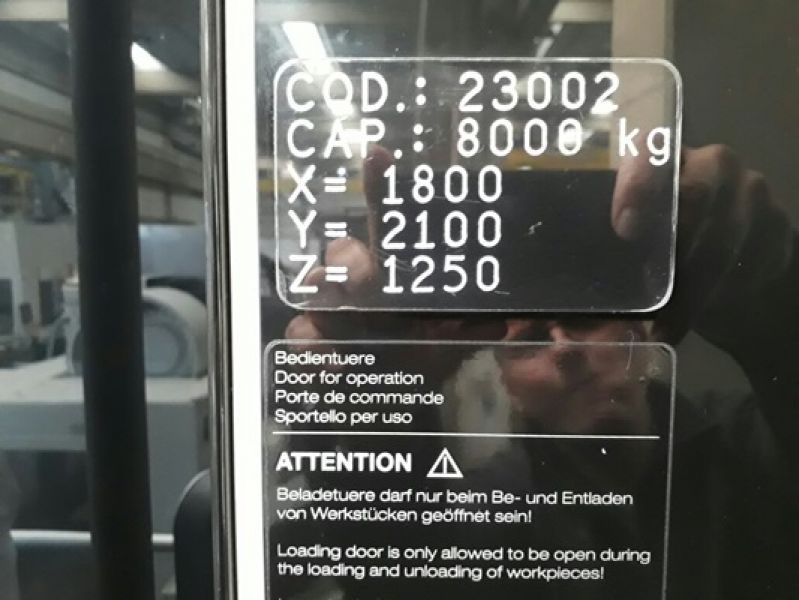 COD.: 23002
CAP.: 8000 kg
X= 1800
Y= 2100
Z= 1250
Bedientuere
Door for operation
Porte de commande
Sportello per uso
ATTENTION
Beladetuere darf nur beim Be- und Entladen
von Werkstücken geöffnet sein!
Loading door is only allowed to be open during
the loading and unloading of workpieces!